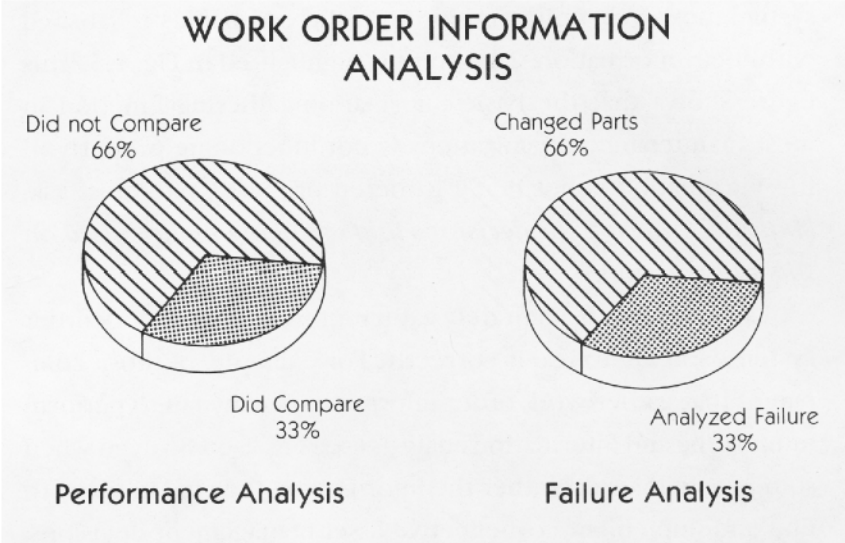 WORK ORDER INFORMATION
ANALYSIS
Did not Compare
66%
Changed Parts
66%
Did Compare
33%
Analyzed Failure
33%
Performance Analysis
Failure Analysis